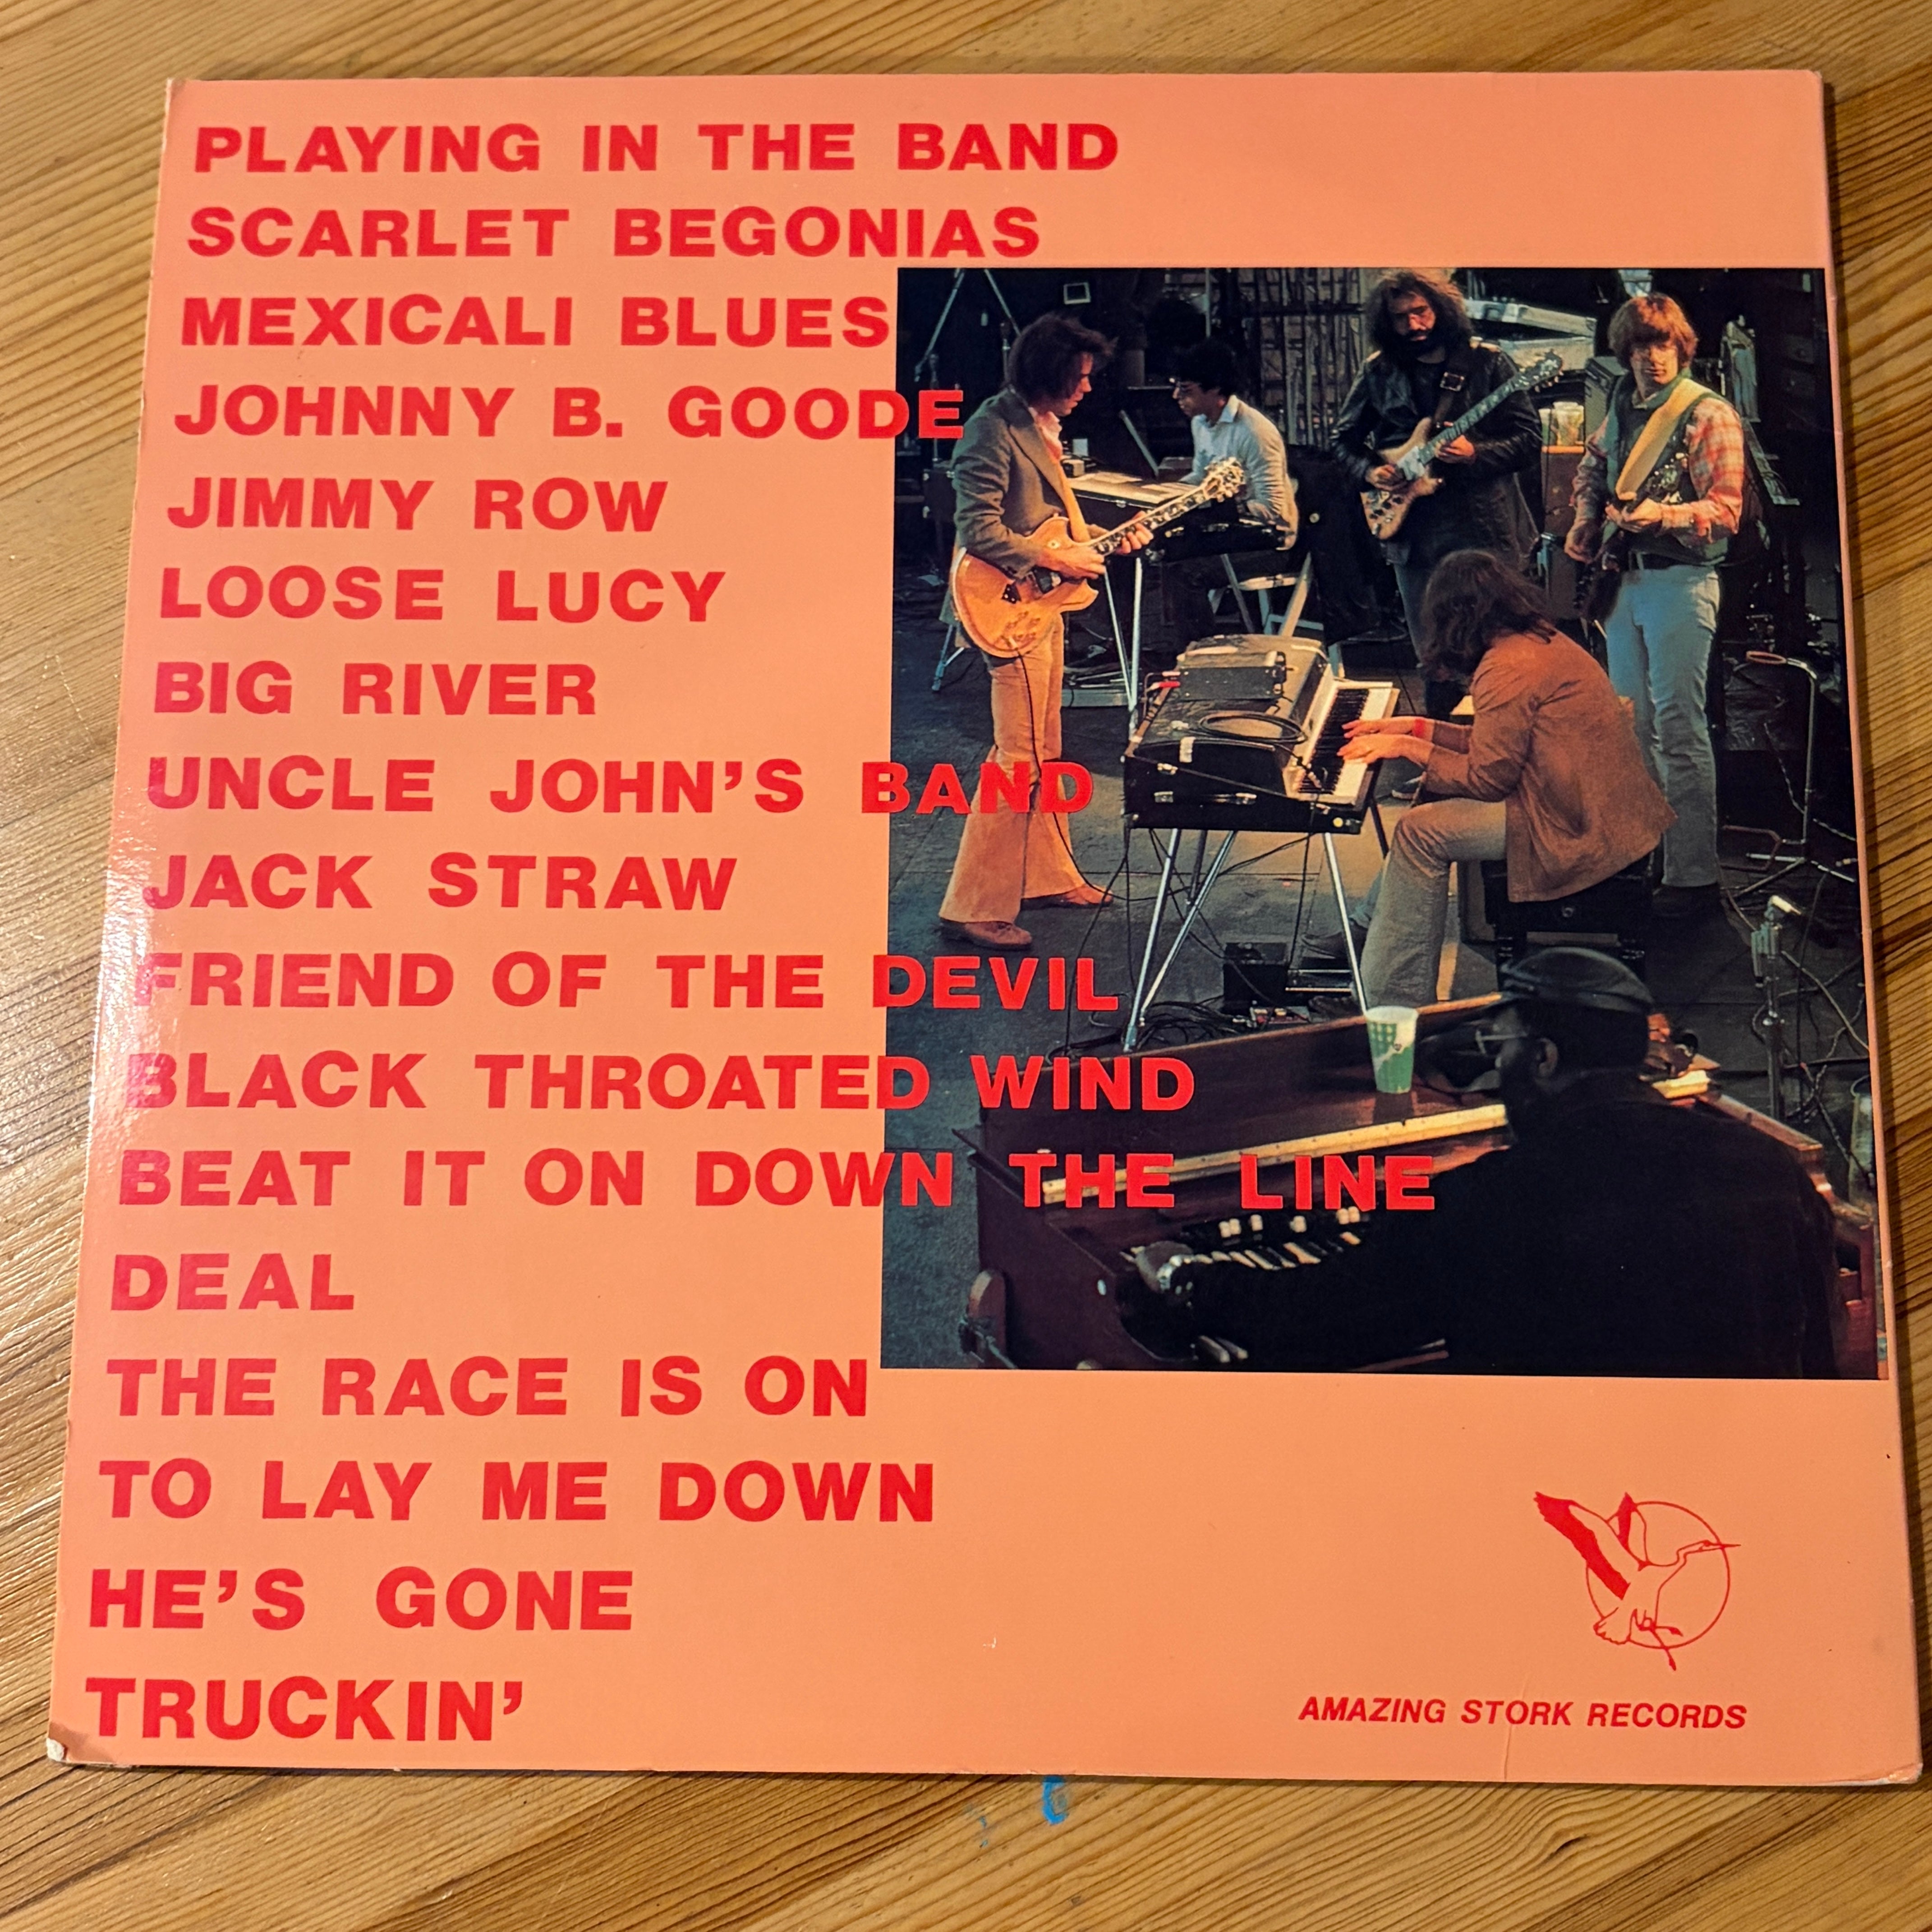 PLAYING IN THE BAND
SCARLET BEGONIAS
MEXICALI BLUES
JOHNNY B. GOODE
JIMMY ROW
LOOSE LUCY
BIG RIVER
UNCLE JOHN'S BAND
JACK STRAW
FRIEND OF THE DEVIL
BLACK THROATED WIND
BEAT IT ON DOWN THE LINE
DEAL
THE RACE IS ON
TO LAY ME DOWN
HE'S GONE
TRUCKIN'
AMAZING STORK RECORDS